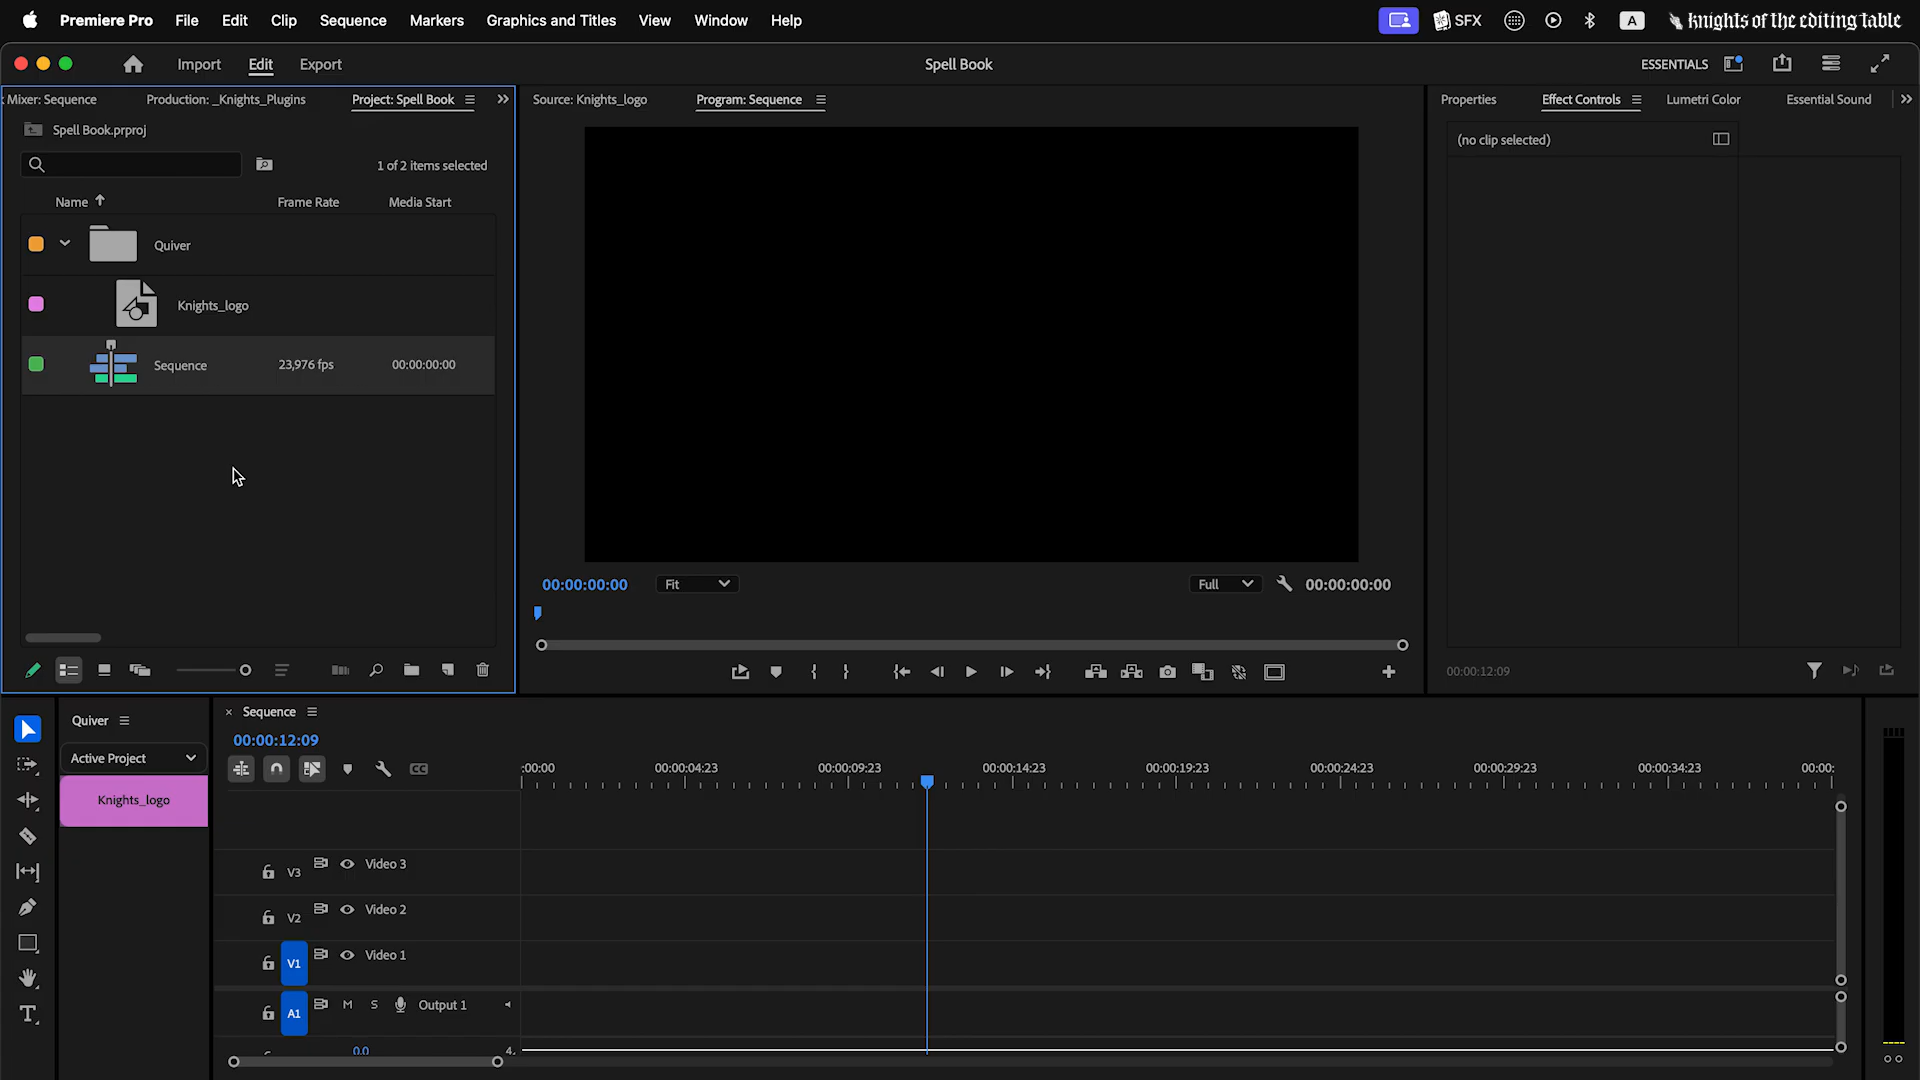 Premiere Pro File Edit Clip Sequence Markers Graphics and Titles View Window Help SFX A knights of the editing table
Import Edit Export Spell Book ESSENTIALS
Mixer: Sequence Production: _Knights_Plugins Project: Spell Book Source: Knights_logo Program: Sequence Properties Effect Controls Lumetri Color Essential Sound
Spell Book.prproj
(no clip selected)
1 of 2 items selected
Name Frame Rate Media Start
Quiver
Knights_logo
Sequence 23,976 fps 00:00:00:00
00:00:00:00 Fit Full 00:00:00:00
00:00:12:09
Quiver
Active Project
Knights_logo
Sequence
00:00:12:09
CC
:00:00 00:00:04:23 00:00:09:23 00:00:14:23 00:00:19:23 00:00:24:23 00:00:29:23 00:00:34:23 00:00:
V3 Video 3
V2 Video 2
V1 Video 1
A1 M S Output 1
0.0
T